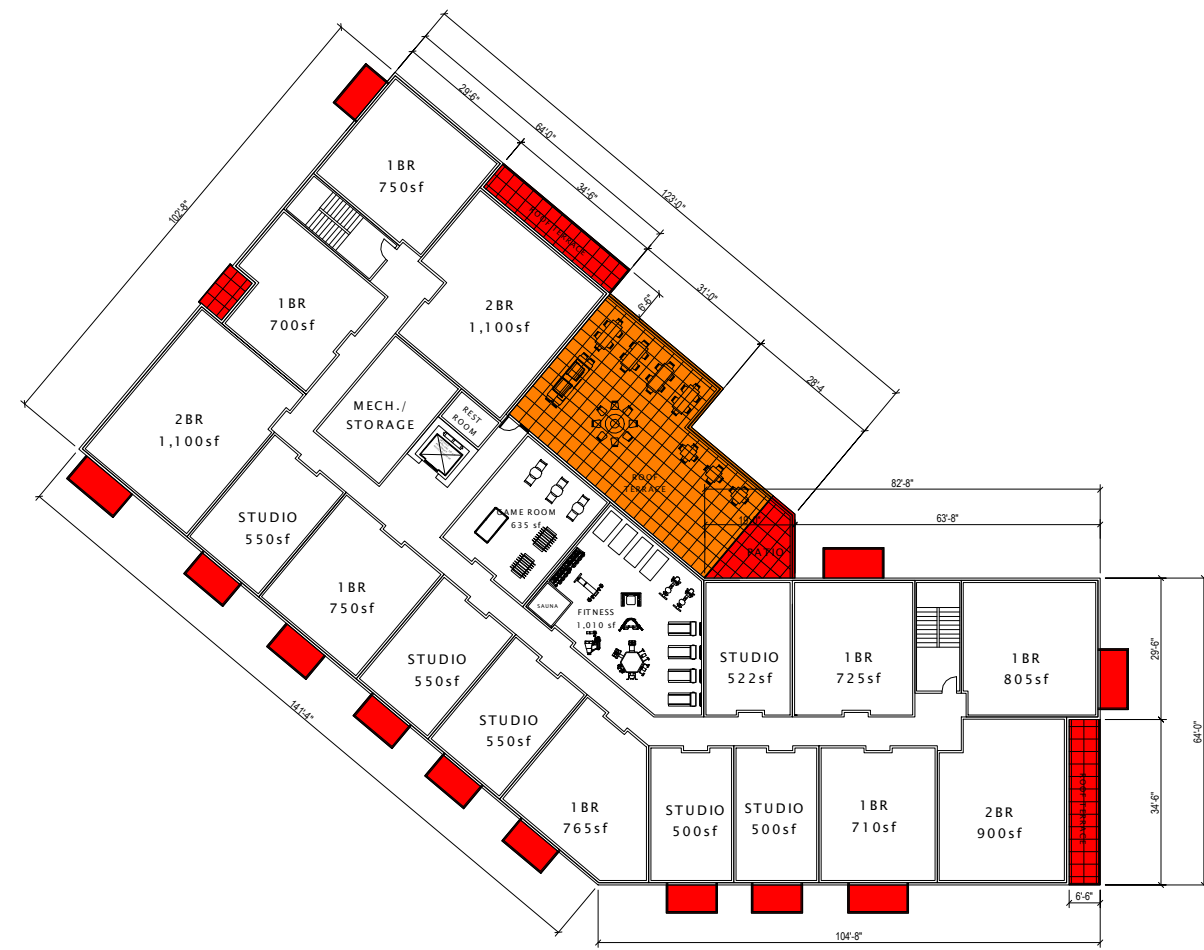 29'6"
64'0"
34'-6"
123'0"
102'-8"
1BR
750sf
ROOF TERRACE
6'-6"
31'-0"
28'-4
1BR
700sf
2BR
1,100sf
2BR
1,100sf
MECH./
STORAGE
REST
ROOM
ROOF
TERRACE
82'-8"
63'-8"
PATIO
GAME ROOM
635 sf
STUDIO
550sf
1BR
750sf
SAUNA
FITNESS
1,010 sf
STUDIO
550sf
STUDIO
522sf
1BR
725sf
1BR
805sf
29'-6"
64'-0"
141'-4"
STUDIO
550sf
1BR
765sf
STUDIO
500sf
STUDIO
500sf
1BR
710sf
2BR
900sf
ROOF TERRACE
34'-6"
6'-6"
104'-8"